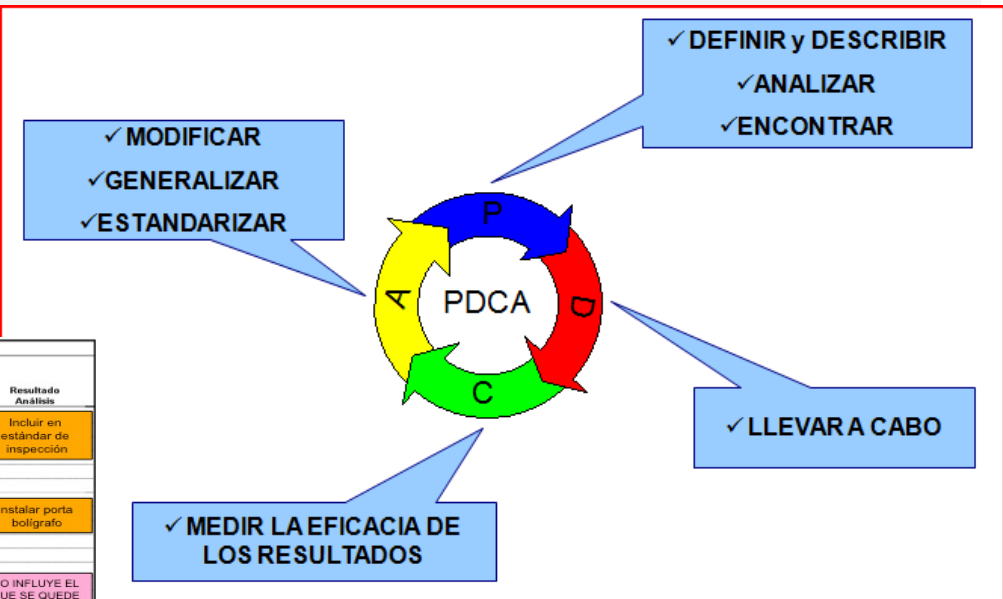 ✓ DEFINIR y DESCRIBIR
✓ANALIZAR
✓ENCONTRAR
✓ MODIFICAR
✓GENERALIZAR
✓ESTANDARIZAR
P
D
C
A
PDCA
✓ LLEVAR A CABO
✓ MEDIR LA EFICACIA DE
LOS RESULTADOS
Resultado
Análisis
Incluir en
estándar de
inspección
nstalar porta
bolígrafo
O INFLUYE EL
UE SE QUEDE